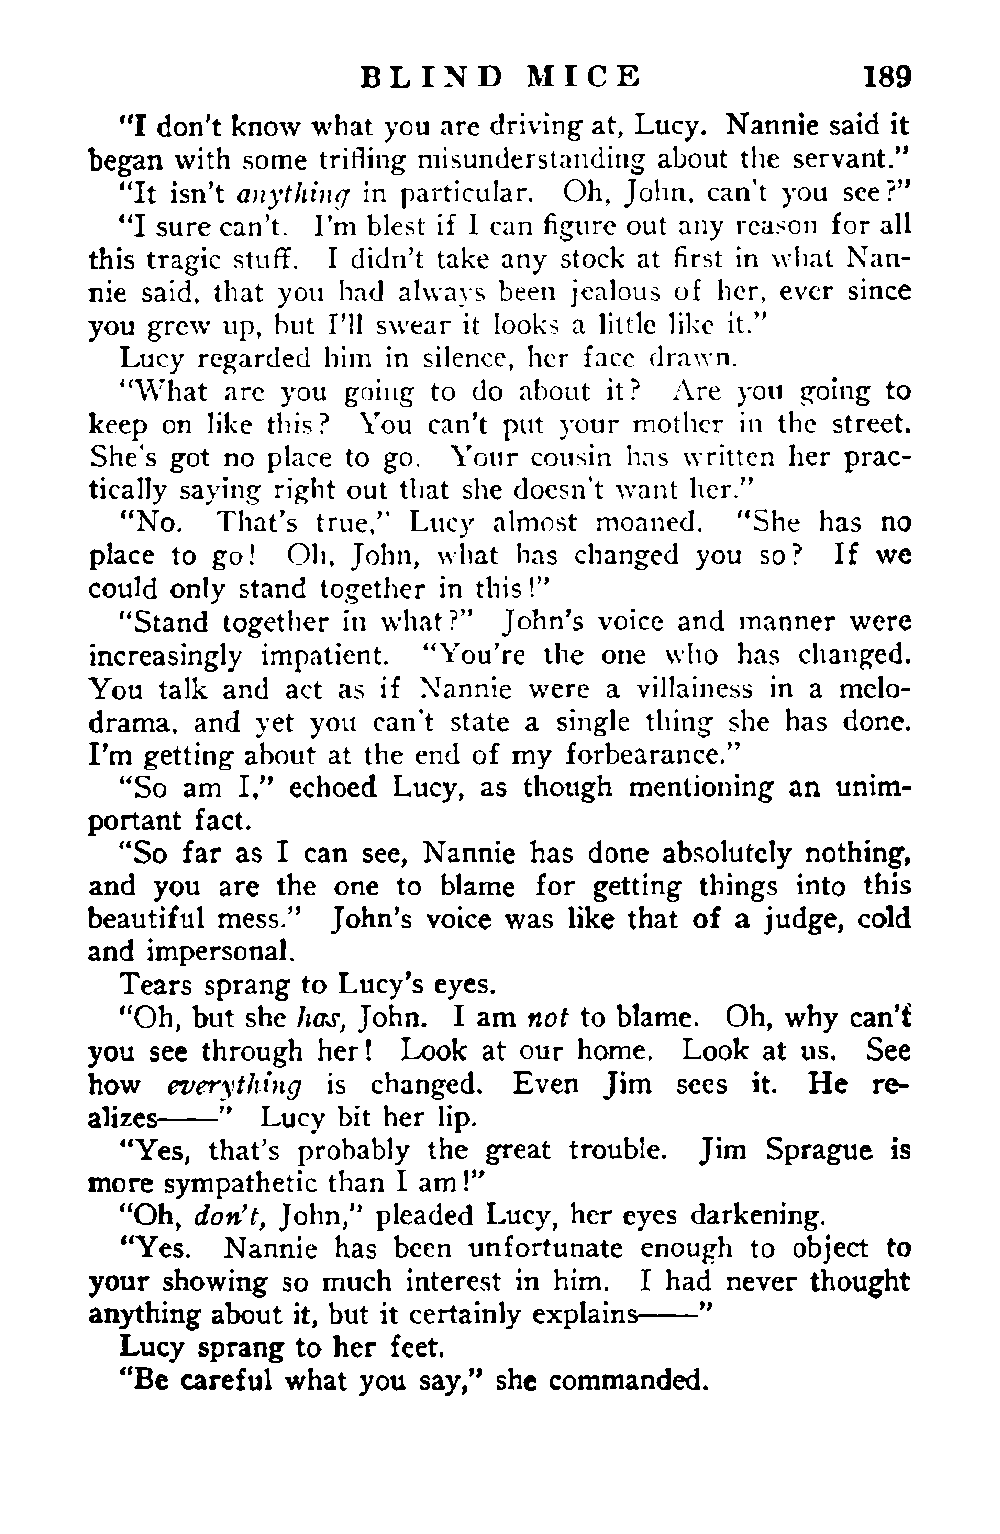 BLIND MICE 189
"I don't know what you are driving at, Lucy. Nannie said it
began with some trifling misunderstanding about the servant."
"It isn't anything in particular. Oh, John, can't you see?"
"I sure can't. I'm blest if I can figure out any reason for all
this tragic stuff. I didn't take any stock at first in what Nan-
nie said, that you had always been jealous of her, ever since
you grew up, but I'll swear it looks a little like it."
Lucy regarded him in silence, her face drawn.
"What are you going to do about it? Are you going to
keep on like this? You can't put your mother in the street.
She's got no place to go. Your cousin has written her prac-
tically saying right out that she doesn't want her."
"No. That's true," Lucy almost moaned. "She has no
place to go! Oh, John, what has changed you so? If we
could only stand together in this!"
"Stand together in what?" John's voice and manner were
increasingly impatient. "You're the one who has changed.
You talk and act as if Nannie were a villainess in a melo-
drama, and yet you can't state a single thing she has done.
I'm getting about at the end of my forbearance."
"So am I," echoed Lucy, as though mentioning an unim-
portant fact.
"So far as I can see, Nannie has done absolutely nothing,
and you are the one to blame for getting things into this
beautiful mess." John's voice was like that of a judge, cold
and impersonal.
Tears sprang to Lucy's eyes.
"Oh, but she has, John. I am not to blame. Oh, why can't
you see through her! Look at our home. Look at us. See
how everything is changed. Even Jim sees it. He re-
alizes——" Lucy bit her lip.
"Yes, that's probably the great trouble. Jim Sprague is
more sympathetic than I am!"
"Oh, don't, John," pleaded Lucy, her eyes darkening.
"Yes. Nannie has been unfortunate enough to object to
your showing so much interest in him. I had never thought
anything about it, but it certainly explains——"
Lucy sprang to her feet.
"Be careful what you say," she commanded.